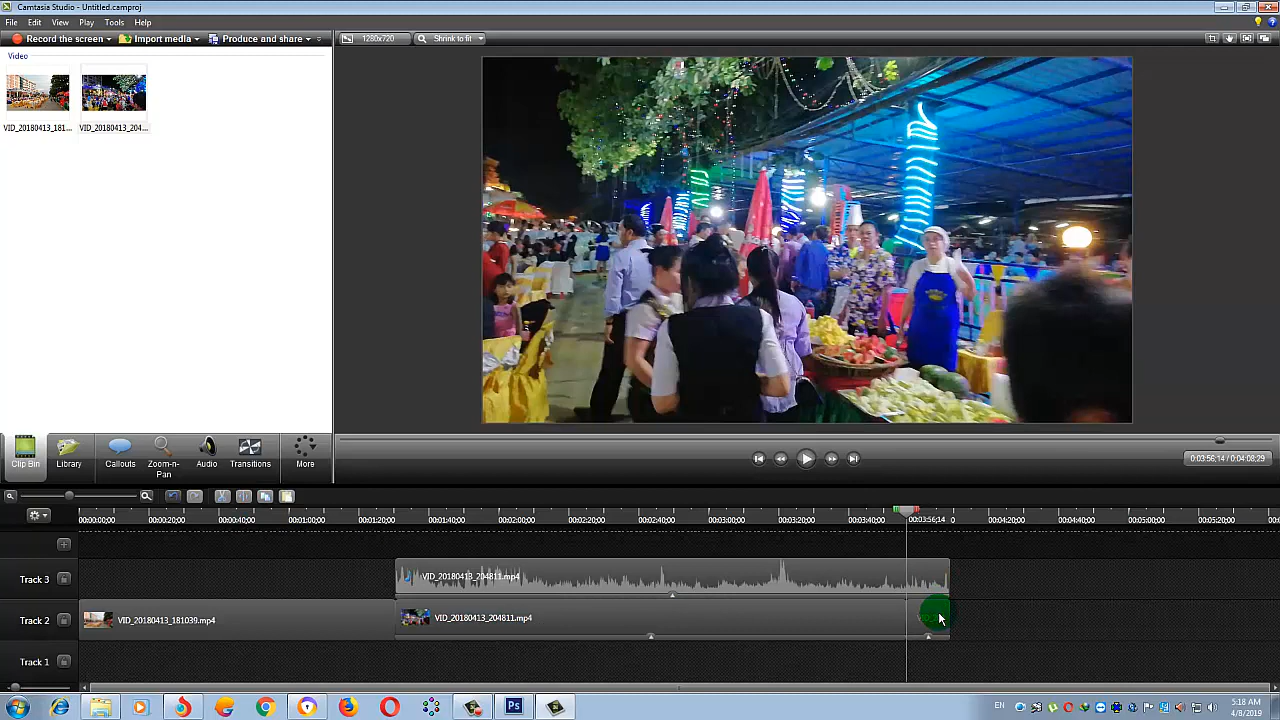 Camtasia Studio - Untitled.camproj
File Edit View Play Tools Help
Record the screen Import media Produce and share
1280x720 Shrink to fit
Video
VID_20180413_181... VID_20180413_204...
Clip Bin Library Callouts Zoom-n-Pan Audio Transitions More
0:03:56;14 / 0:04:08;29
00:00:00;00 00:00:20;00 00:00:40;00 00:01:00;00 00:01:20;00 00:01:40;00 00:02:00;00 00:02:20;00 00:02:40;00 00:03:00;00 00:03:20;00 00:03:40;00 00:03:56;14 0 00:04:20;00 00:04:40;00 00:05:00;00 00:05:20;00
Track 3 VID_20180413_204811.mp4
Track 2 VID_20180413_181039.mp4 VID_20180413_204811.mp4
Track 1
EN
5:18 AM
4/8/2019